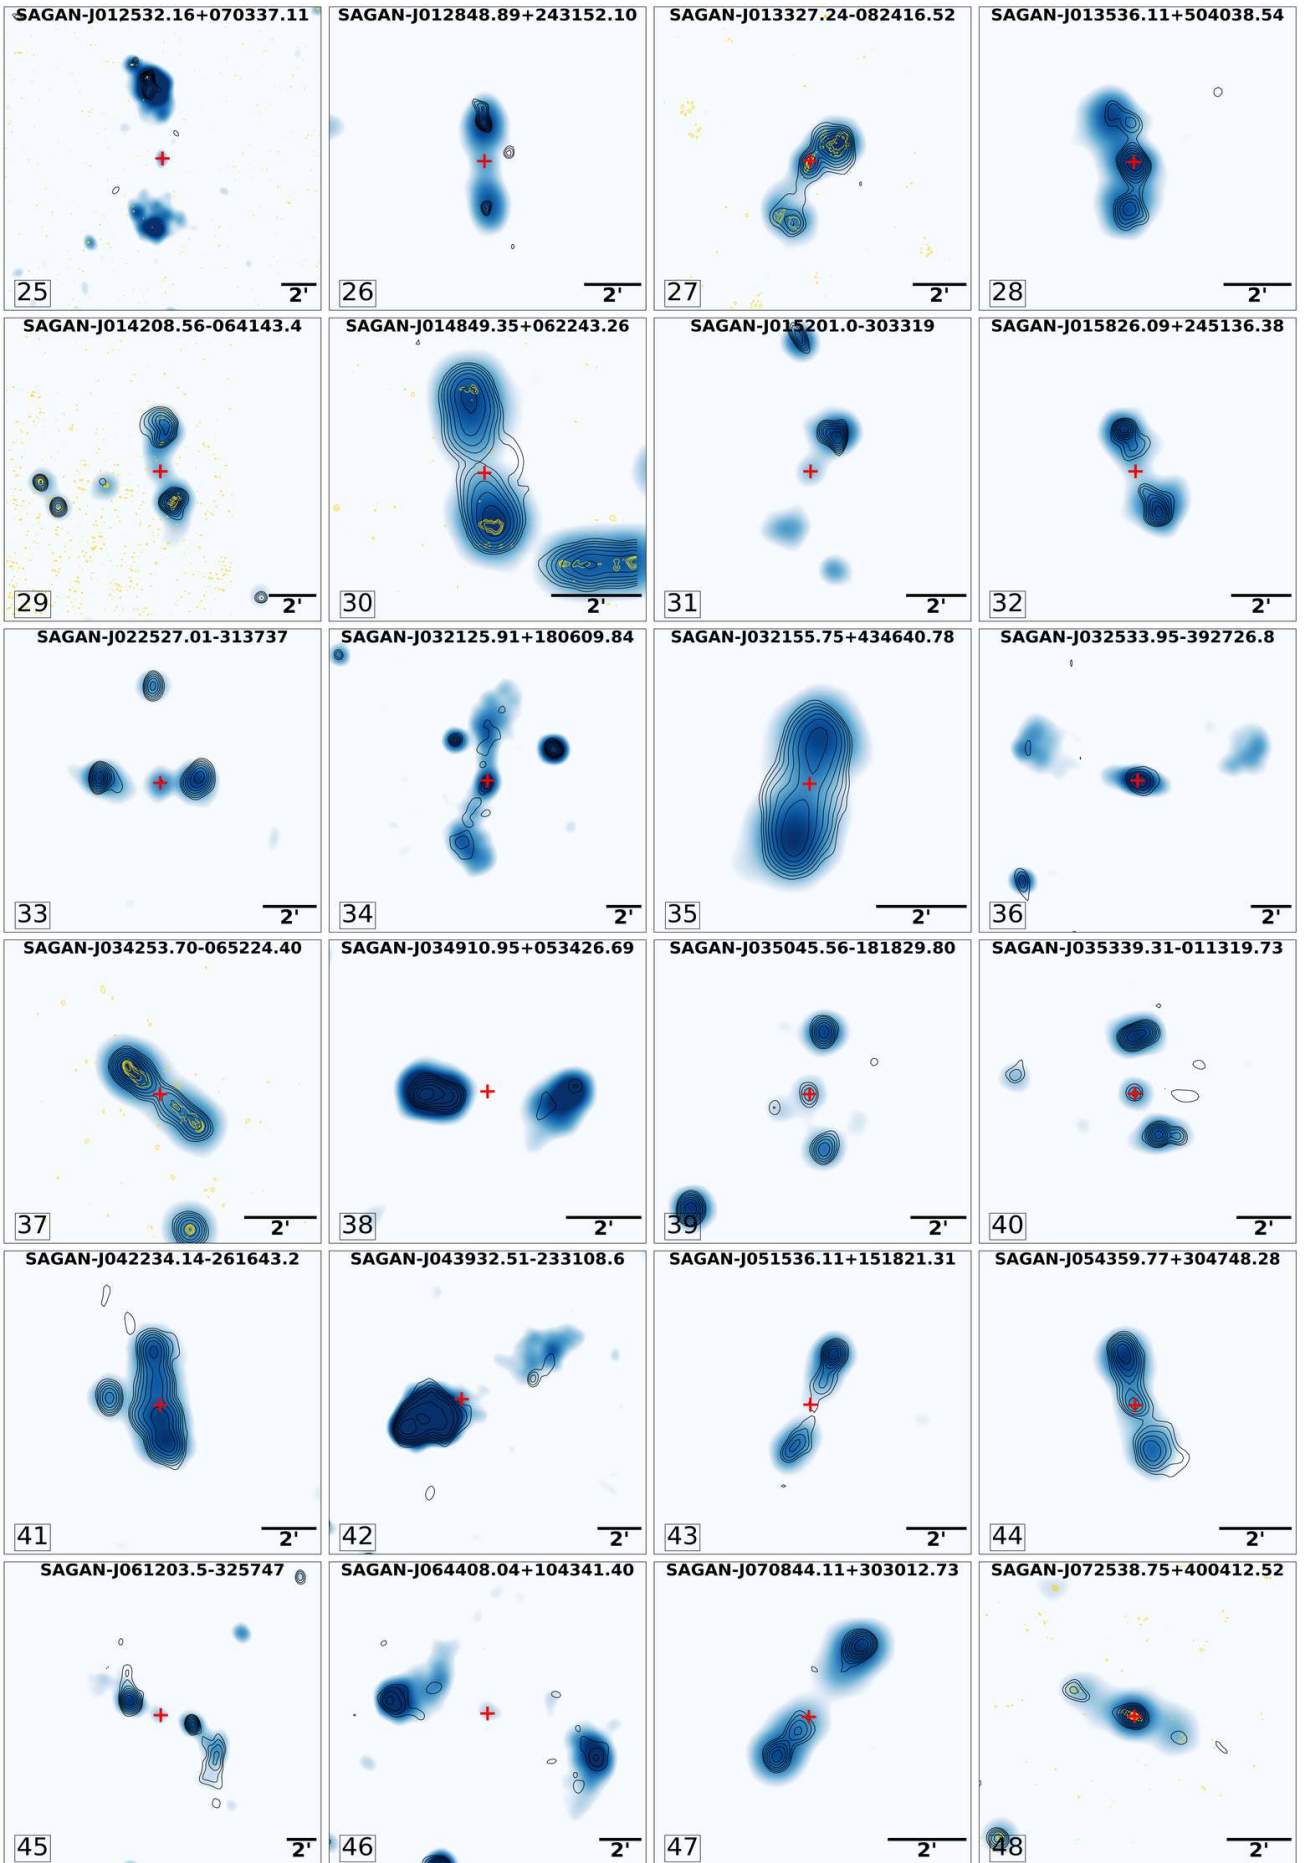 SAGAN-J012532.16+070337.11
25
2'
SAGAN-J012848.89+243152.10
26
2'
SAGAN-J013327.24-082416.52
27
2'
SAGAN-J013536.11+504038.54
28
2'
SAGAN-J014208.56-064143.4
29
2'
SAGAN-J014849.35+062243.26
30
2'
SAGAN-J015201.0-303319
31
2'
SAGAN-J015826.09+245136.38
32
2'
SAGAN-J022527.01-313737
33
2'
SAGAN-J032125.91+180609.84
34
2'
SAGAN-J032155.75+434640.78
35
2'
SAGAN-J032533.95-392726.8
36
2'
SAGAN-J034253.70-065224.40
37
2'
SAGAN-J034910.95+053426.69
38
2'
SAGAN-J035045.56-181829.80
39
2'
SAGAN-J035339.31-011319.73
40
2'
SAGAN-J042234.14-261643.2
41
2'
SAGAN-J043932.51-233108.6
42
2'
SAGAN-J051536.11+151821.31
43
2'
SAGAN-J054359.77+304748.28
44
2'
SAGAN-J061203.5-325747
45
2'
SAGAN-J064408.04+104341.40
46
2'
SAGAN-J070844.11+303012.73
47
2'
SAGAN-J072538.75+400412.52
48
2'